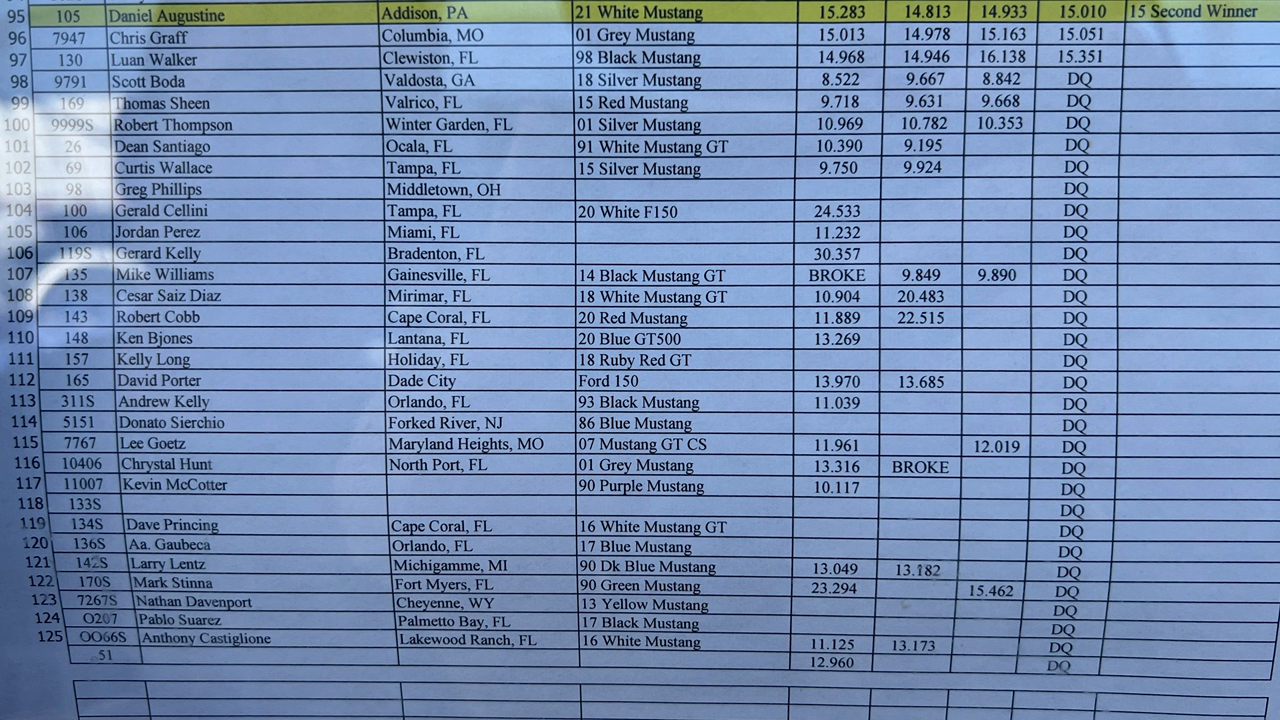 95 105 Daniel Augustine Addison, PA 21 White Mustang 15.283 14.813 14.933 15.010 15 Second Winner
96 7947 Chris Graff Columbia, MO 01 Grey Mustang 15.013 14.978 15.163 15.051
97 130 Luan Walker Clewiston, FL 98 Black Mustang 14.968 14.946 16.138 15.351
98 9791 Scott Boda Valdosta, GA 18 Silver Mustang 8.522 9.667 8.842 DQ
99 169 Thomas Sheen Valrico, FL 15 Red Mustang 9.718 9.631 9.668 DQ
100 9999S Robert Thompson Winter Garden, FL 01 Silver Mustang 10.969 10.782 10.353 DQ
101 26 Dean Santiago Ocala, FL 91 White Mustang GT 10.390 9.195 DQ
102 69 Curtis Wallace Tampa, FL 15 Silver Mustang 9.750 9.924 DQ
103 98 Greg Phillips Middletown, OH DQ
104 100 Gerald Cellini Tampa, FL 20 White F150 24.533 DQ
105 106 Jordan Perez Miami, FL 11.232 DQ
106 119S Gerard Kelly Bradenton, FL 30.357 DQ
107 135 Mike Williams Gainesville, FL 14 Black Mustang GT BROKE 9.849 9.890 DQ
108 138 Cesar Saiz Diaz Mirimar, FL 18 White Mustang GT 10.904 20.483 DQ
109 143 Robert Cobb Cape Coral, FL 20 Red Mustang 11.889 22.515 DQ
110 148 Ken Bjones Lantana, FL 20 Blue GT500 13.269 DQ
111 157 Kelly Long Holiday, FL 18 Ruby Red GT DQ
112 165 David Porter Dade City Ford 150 13.970 13.685 DQ
113 311S Andrew Kelly Orlando, FL 93 Black Mustang 11.039 DQ
114 5151 Donato Sierchio Forked River, NJ 86 Blue Mustang DQ
115 7767 Lee Goetz Maryland Heights, MO 07 Mustang GT CS 11.961 12.019 DQ
116 10406 Chrystal Hunt North Port, FL 01 Grey Mustang 13.316 BROKE DQ
117 11007 Kevin McCotter 90 Purple Mustang 10.117 DQ
118 133S DQ
119 134S Dave Princing Cape Coral, FL 16 White Mustang GT DQ
120 136S Aa. Gaubeca Orlando, FL 17 Blue Mustang DQ
121 142S Larry Lentz Michigamme, MI 90 Dk Blue Mustang 13.049 13.182 DQ
122 170S Mark Stinna Fort Myers, FL 90 Green Mustang 23.294 15.462 DQ
123 7267S Nathan Davenport Cheyenne, WY 13 Yellow Mustang DQ
124 O207 Pablo Suarez Palmetto Bay, FL 17 Black Mustang DQ
125 OO66S Anthony Castiglione Lakewood Ranch, FL 16 White Mustang 11.125 13.173 DQ
51 12.960 DQ